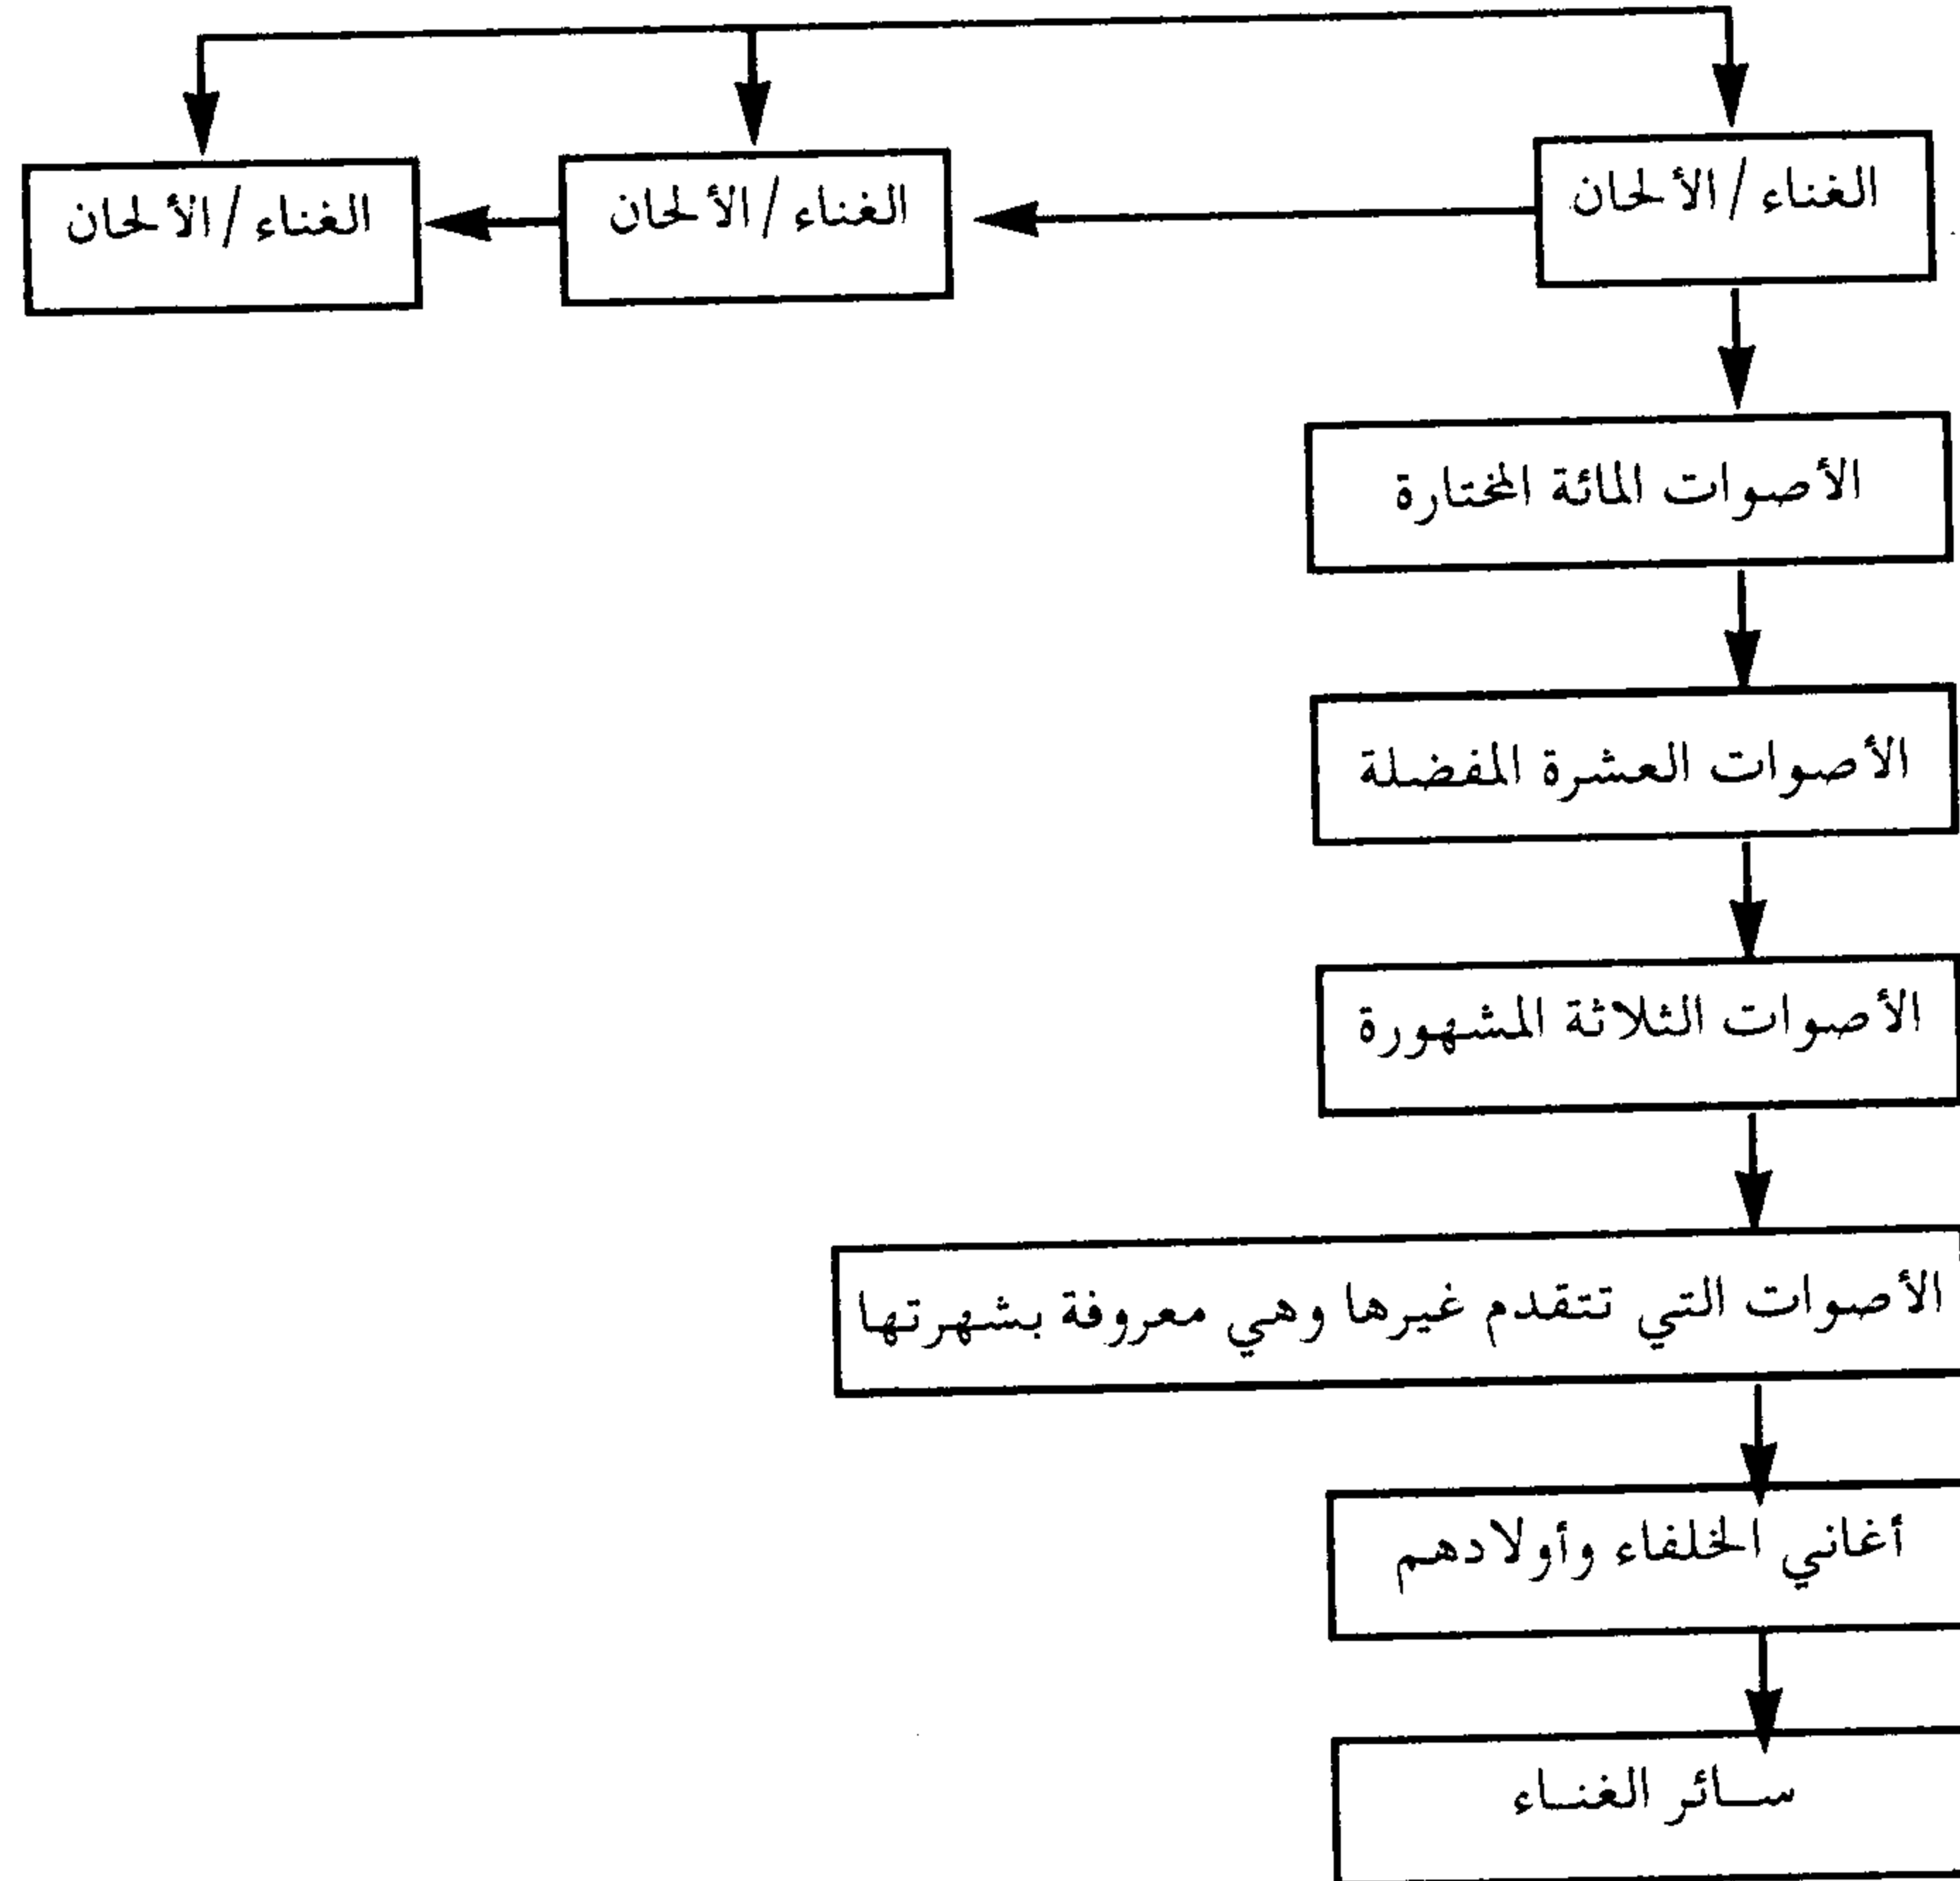 الغناء/الألحان
الغناء/الألحان
الغناء/الألحان
الأصوات المائة المختارة
الأصوات العشرة المفضلة
الأصوات الثلاثة المشهورة
الأصوات التي تتقدم غيرها وهي معروفة بشهرتها
أغاني الخلفاء وأولادهم
سائر الغناء